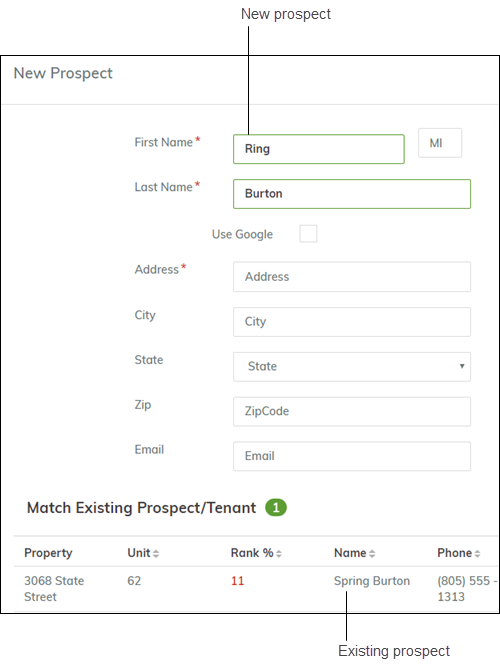 New prospect
New Prospect
First Name * Ring MI
Last Name * Burton
Use Google
Address * Address
City City
State State
Zip ZipCode
Email Email
Match Existing Prospect/Tenant 1
Property Unit Rank % Name Phone
3068 State 62 11 Spring Burton (805) 555 -
Street 1313
Existing prospect